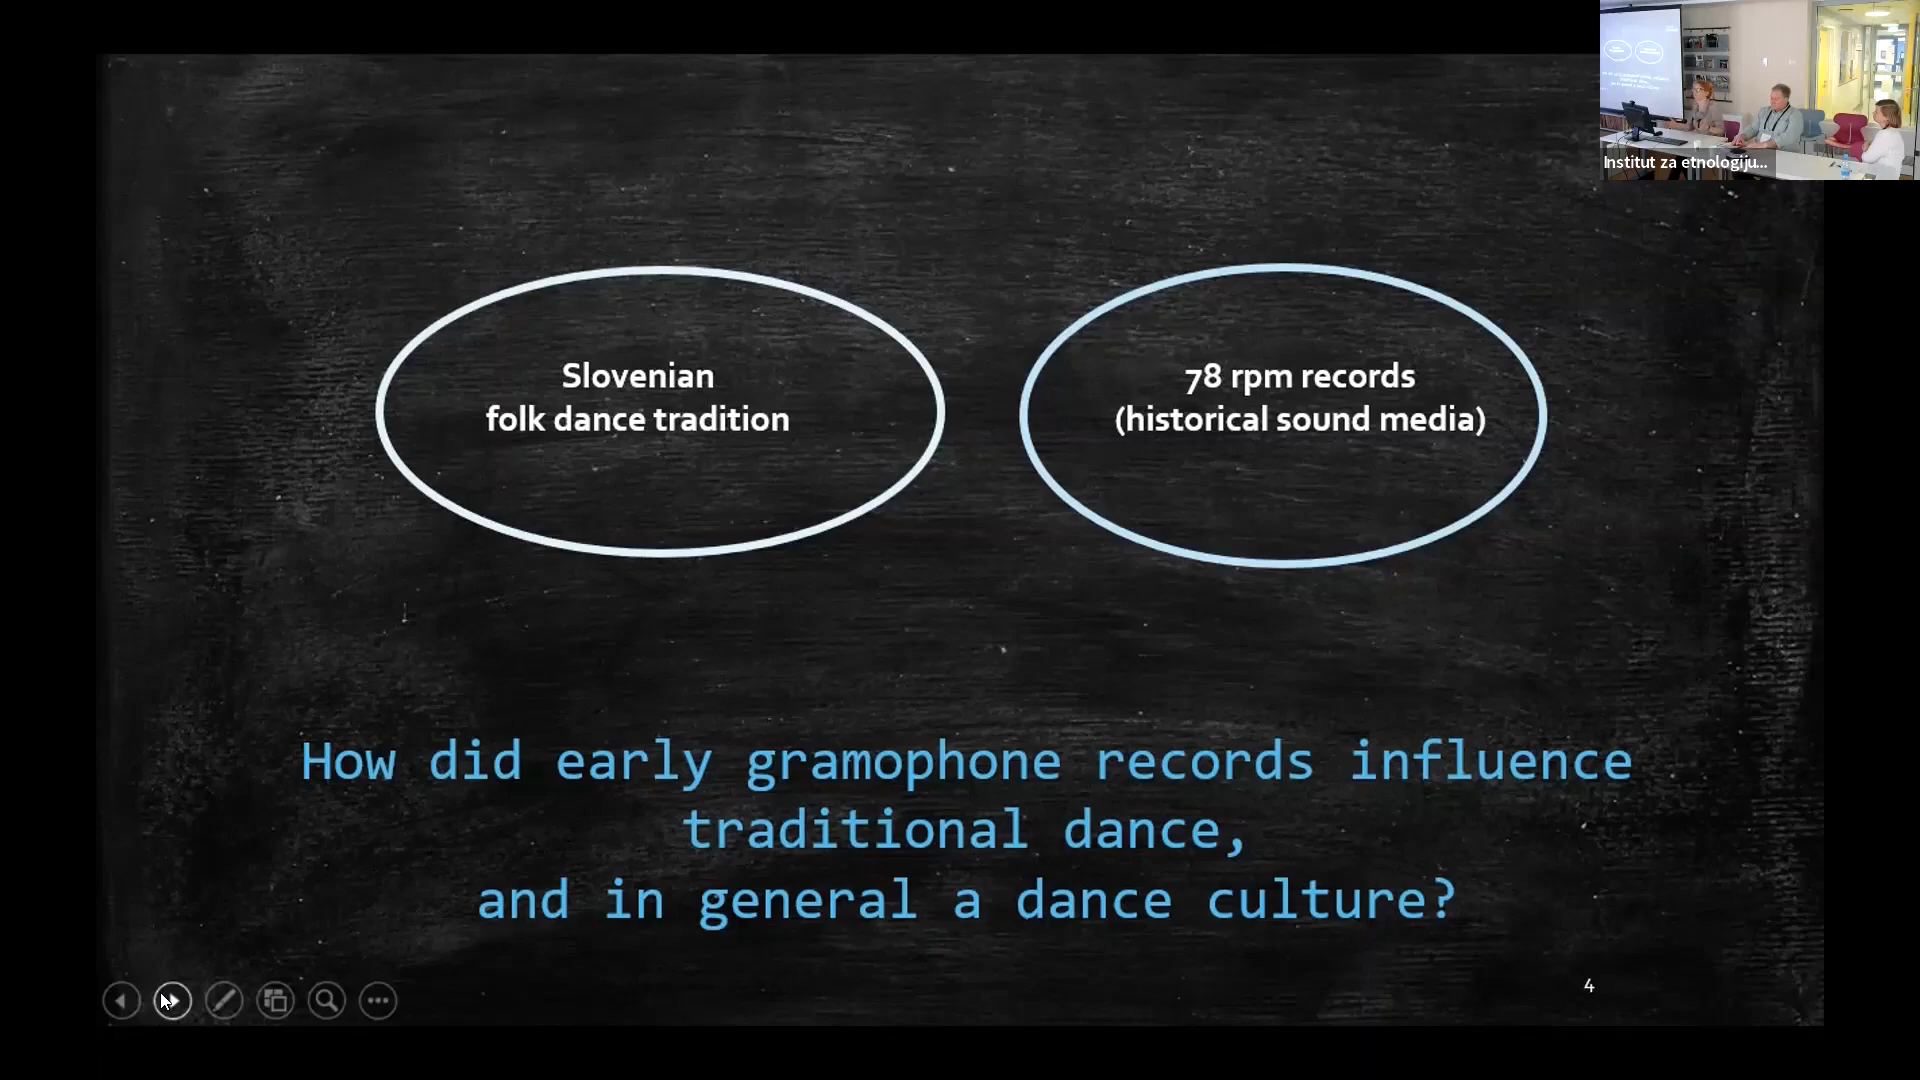 Institut za etnologiju...
Slovenian
folk dance tradition
78 rpm records
(historical sound media)
How did early gramophone records influence
traditional dance,
and in general a dance culture?
4